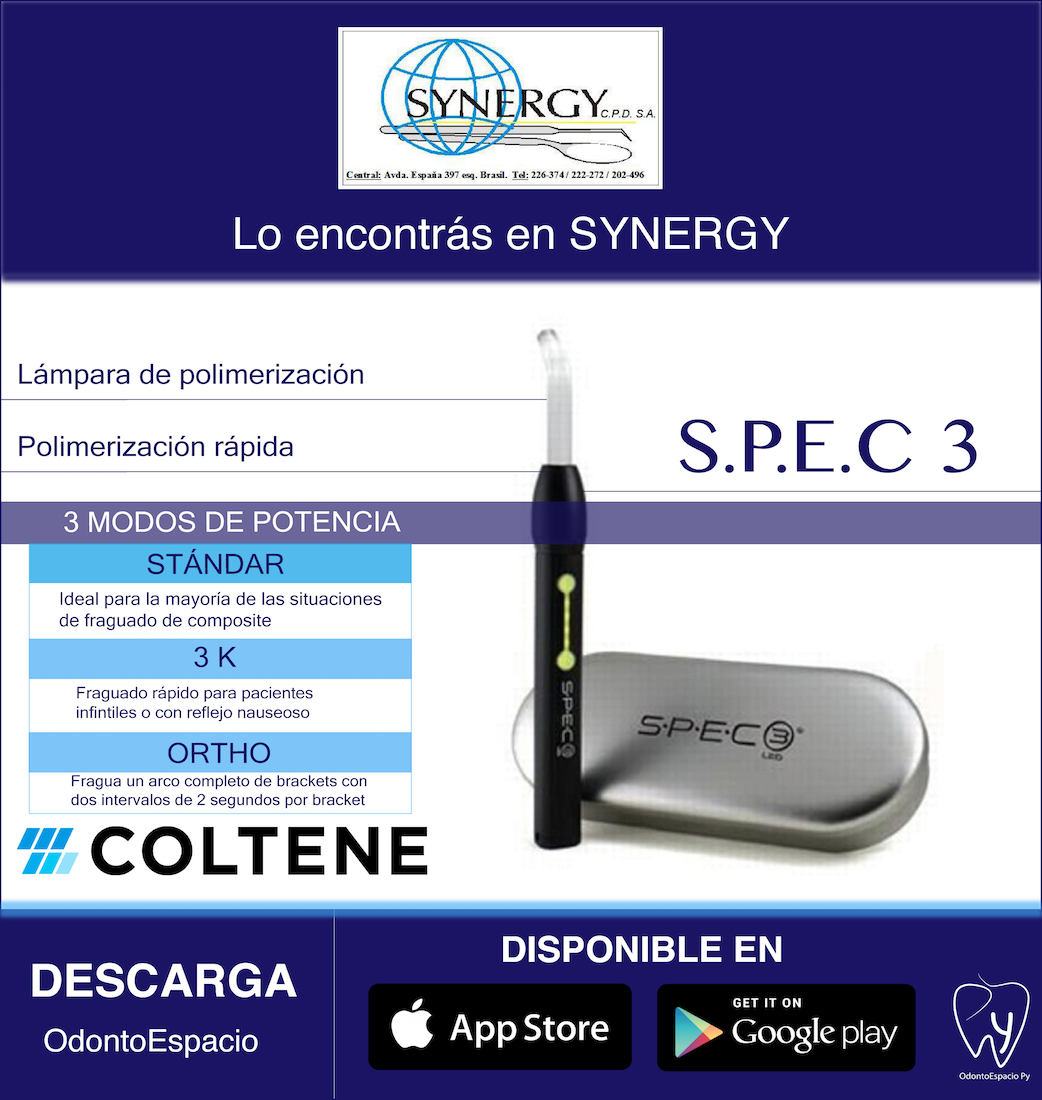 SYNERGY C.P.D. S.A.
Central: Avda. España 397 esq. Brasil. Tel: 226-374 / 222-272 / 202-496
Lo encontrás en SYNERGY
Lámpara de polimerización
Polimerización rápida
S.P.E.C 3
3 MODOS DE POTENCIA
STÁNDAR
Ideal para la mayoría de las situaciones
de fraguado de composite
3 K
Fraguado rápido para pacientes
infintiles o con reflejo nauseoso
ORTHO
Fragua un arco completo de brackets con
dos intervalos de 2 segundos por bracket
S·P·E·C 3
S·P·E·C 3®
LED
COLTENE
DESCARGA
OdontoEspacio
DISPONIBLE EN
App Store
GET IT ON
Google play
y
OdontoEspacio Py